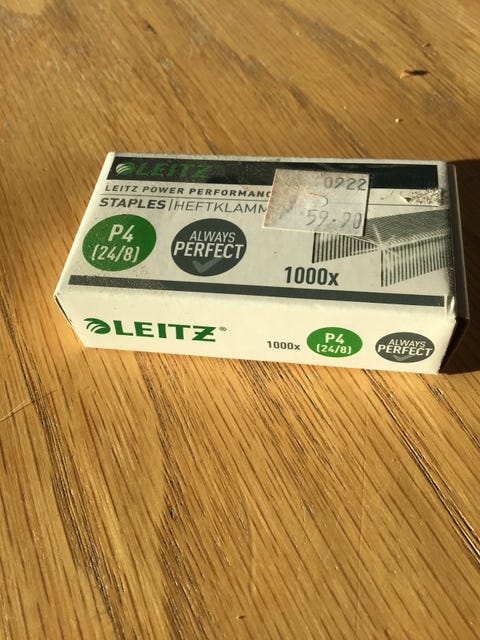 LEITZ
LEITZ POWER PERFORMANC
STAPLES|HEFTKLAMM
0922
59.90
P4
(24/8)
ALWAYS
PERFECT
1000x
LEITZ®
1000x
P4
(24/8)
ALWAYS
PERFECT